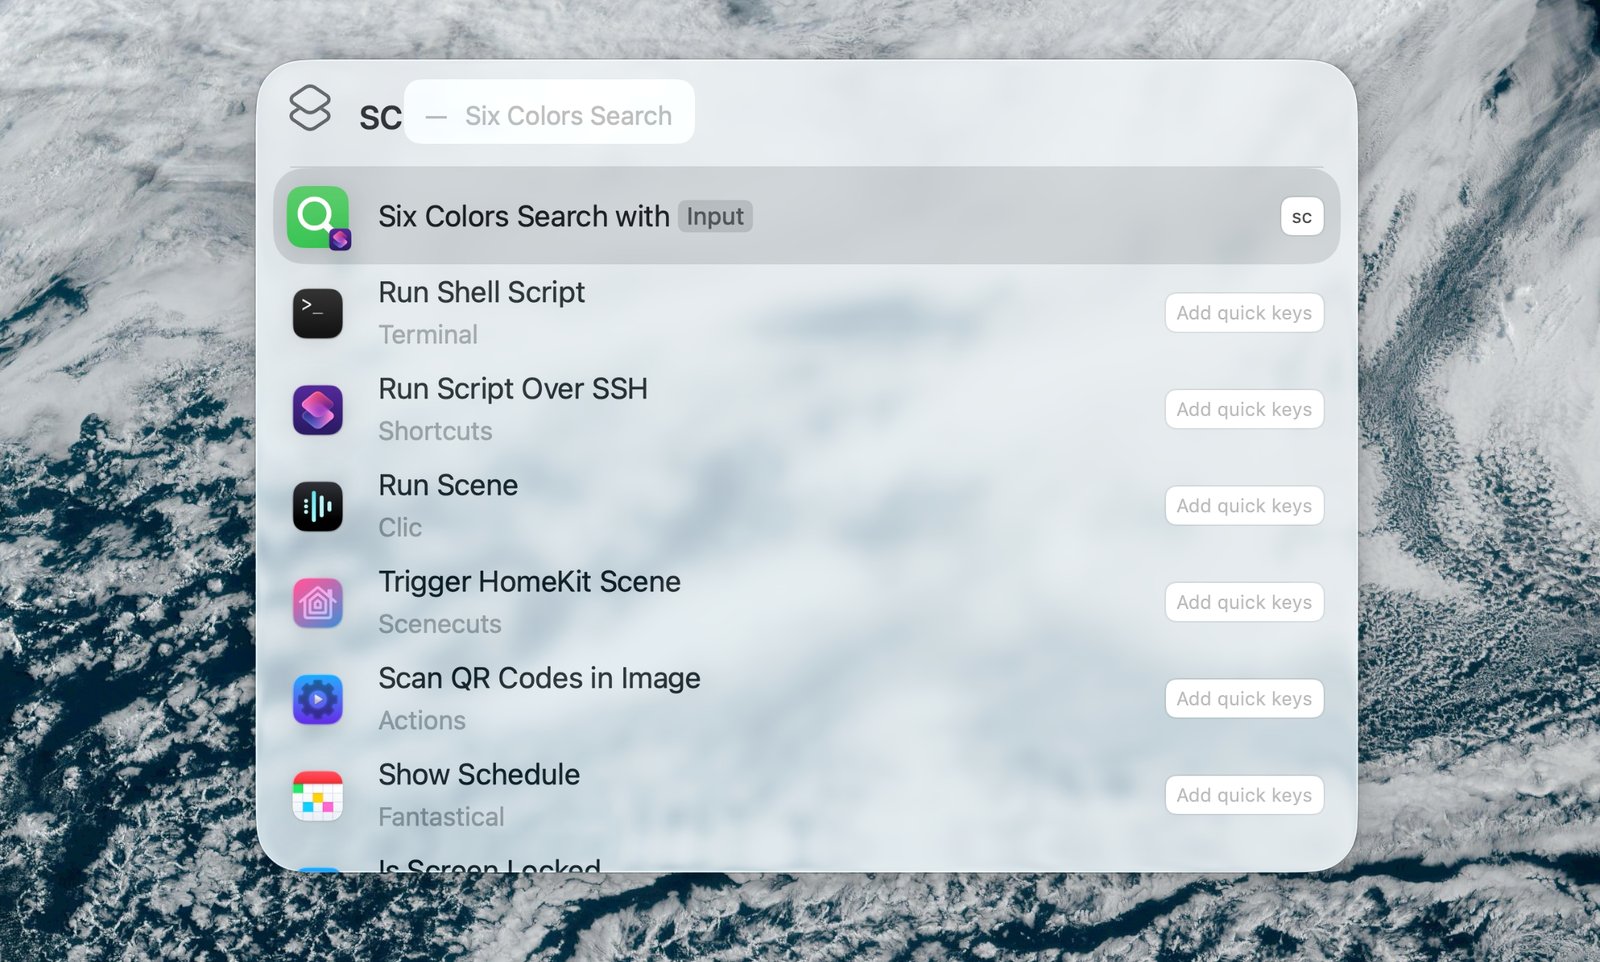 sc — Six Colors Search
Six Colors Search with Input sc
Run Shell Script
Terminal
Add quick keys
Run Script Over SSH
Shortcuts
Add quick keys
Run Scene
Clic
Add quick keys
Trigger HomeKit Scene
Scenecuts
Add quick keys
Scan QR Codes in Image
Actions
Add quick keys
Show Schedule
Fantastical
Add quick keys
Is Screen Locked